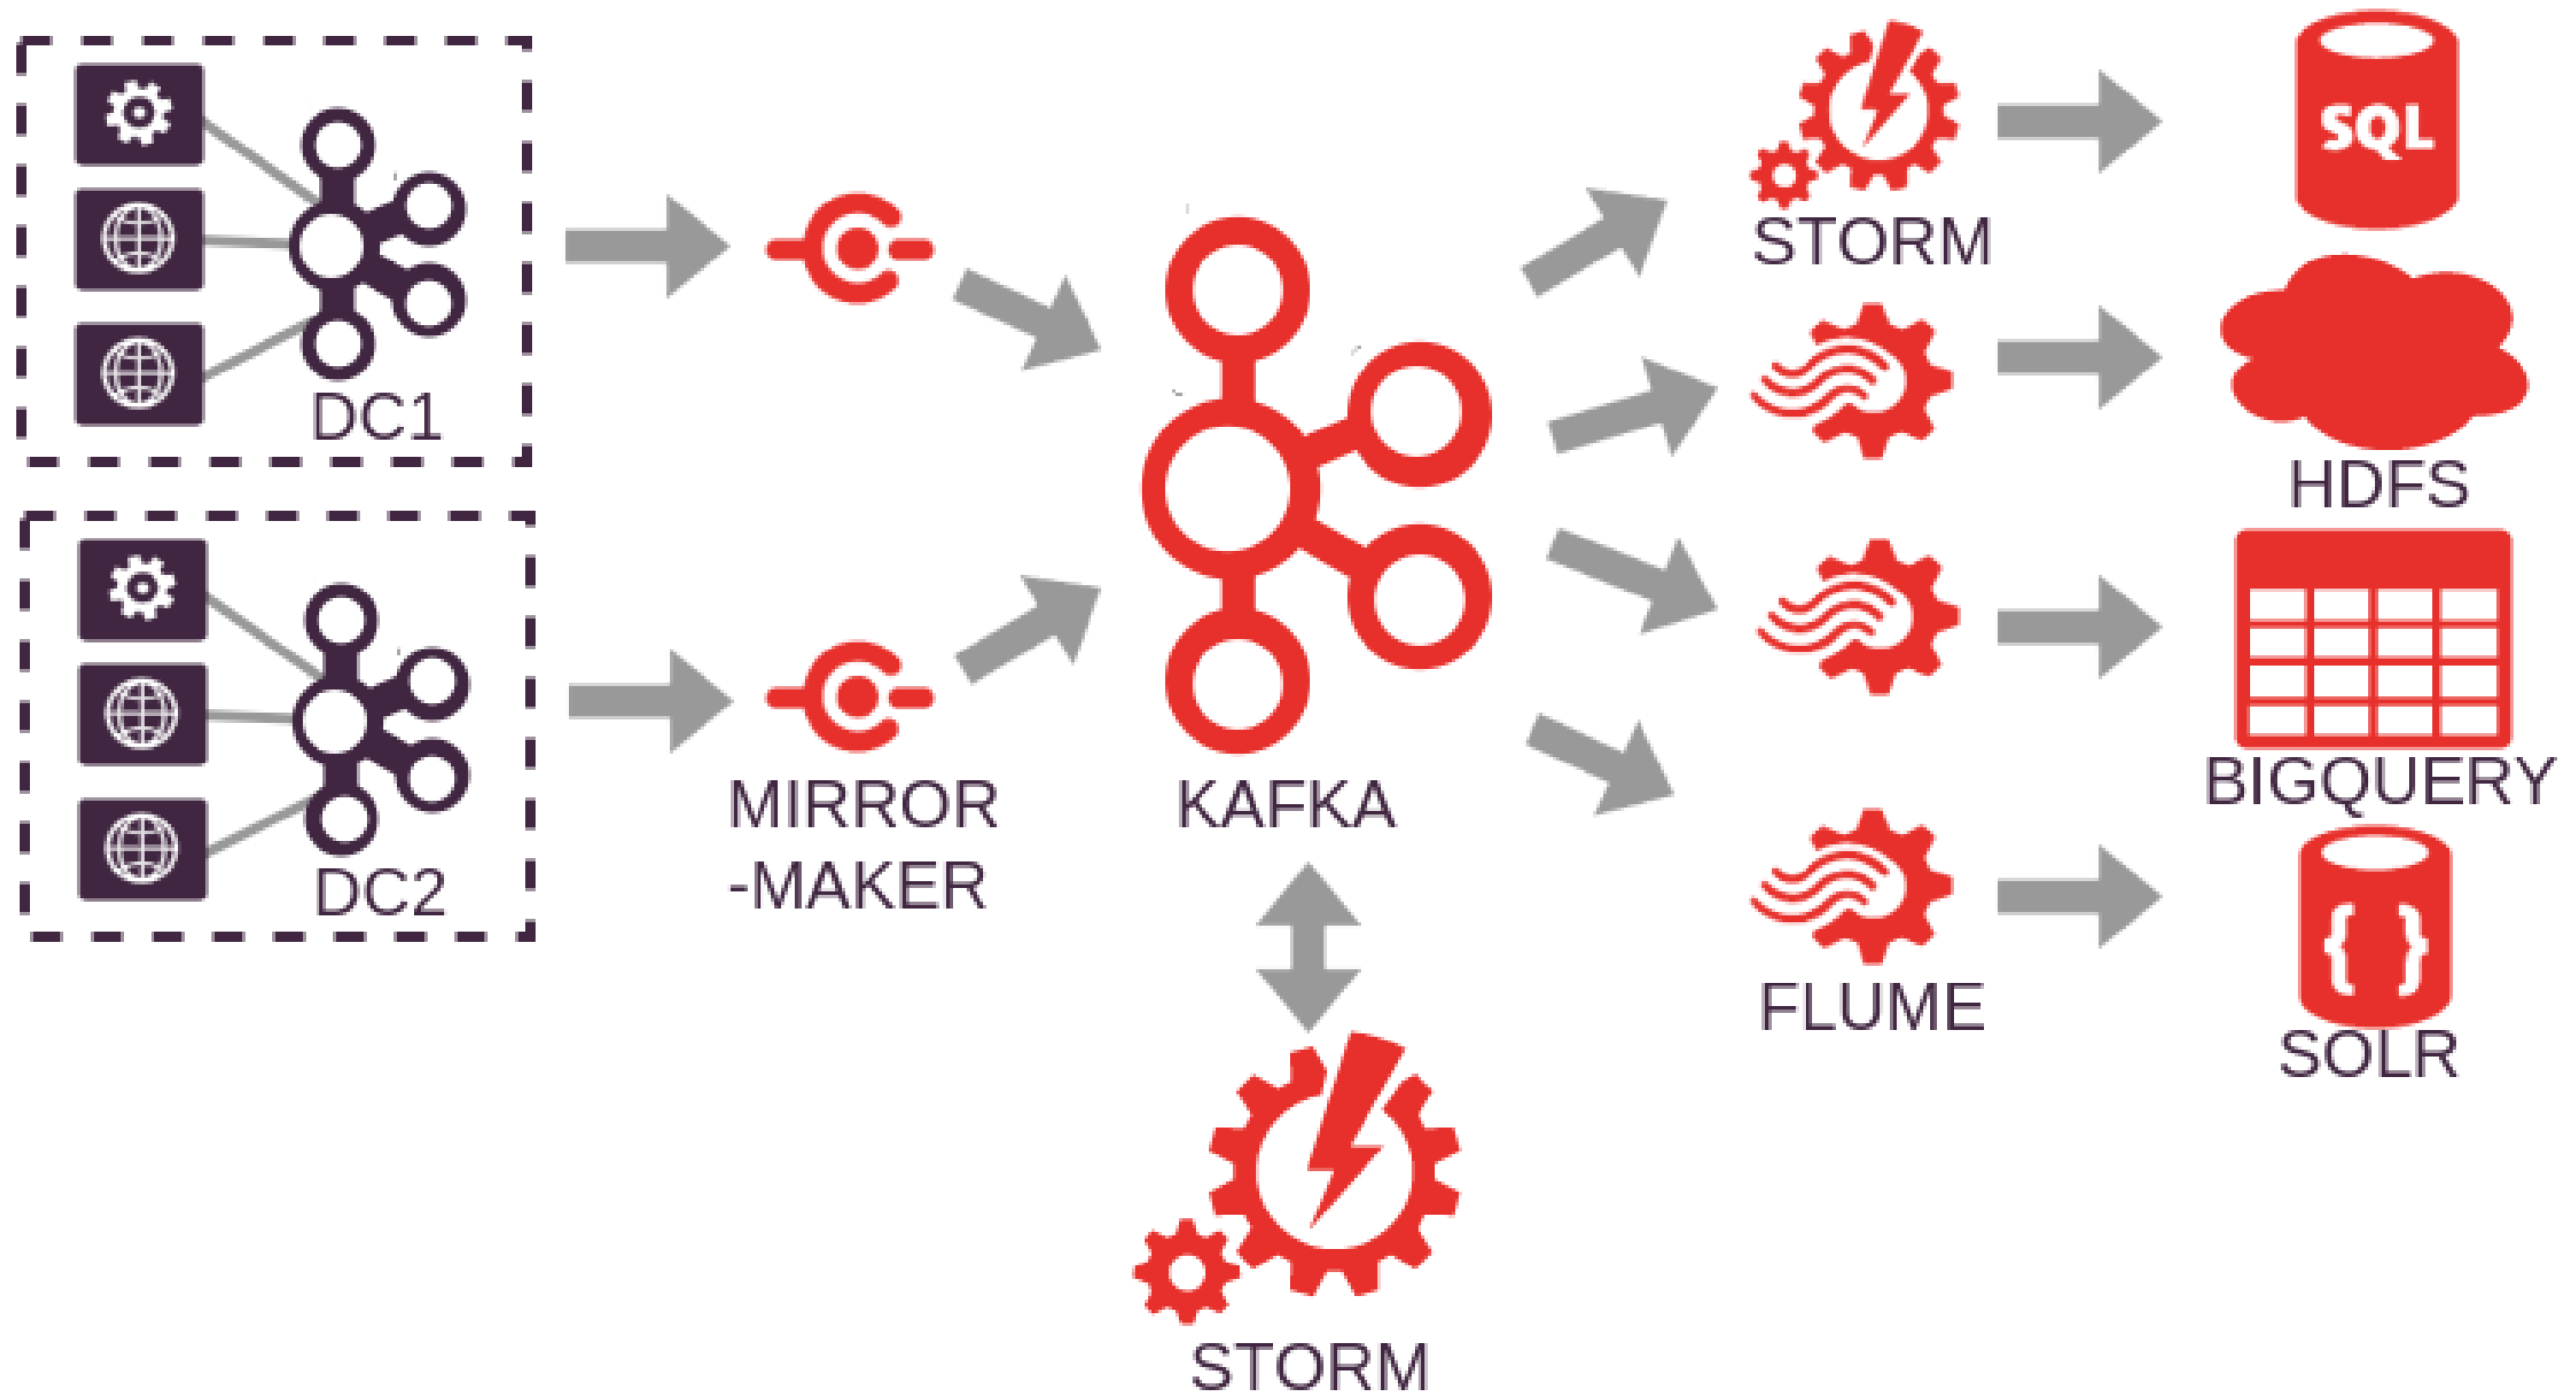 DC1
DC2
MIRROR
-MAKER
KAFKA
STORM
STORM
FLUME
SQL
HDFS
BIGQUERY
{ }
SOLR